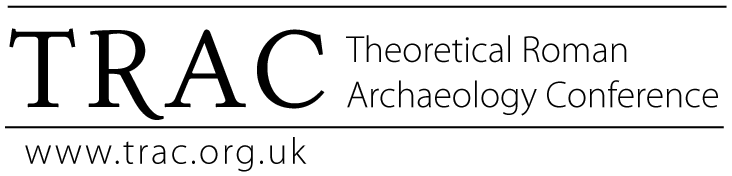 TRAC
Theoretical Roman
Archaeology Conference
www.trac.org.uk